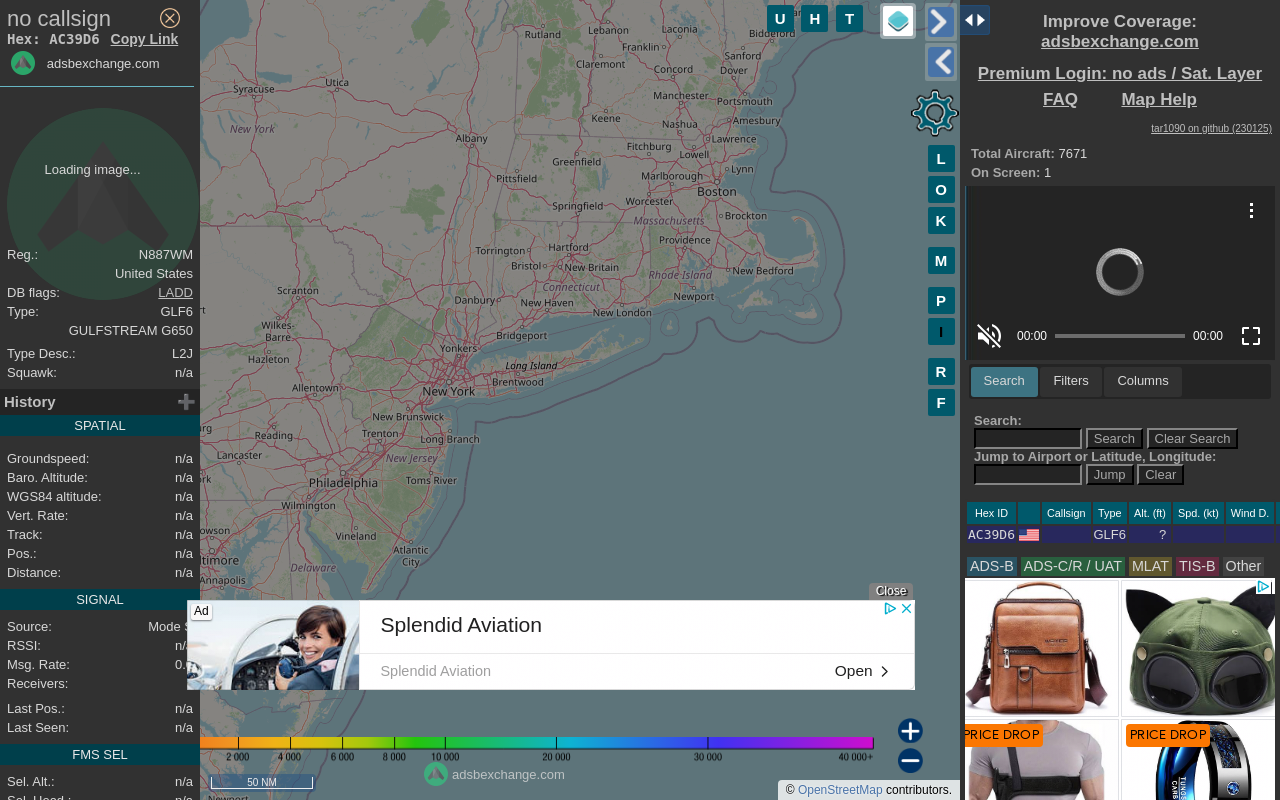 no callsign
Hex: AC39D6 Copy Link
adsbexchange.com
Loading image...
Reg.: N887WM
United States
DB flags: LADD
Type: GLF6
GULFSTREAM G650
Type Desc.: L2J
Squawk: n/a
History
SPATIAL
Groundspeed: n/a
Baro. Altitude: n/a
WGS84 altitude: n/a
Vert. Rate: n/a
Track: n/a
Pos.: n/a
Distance: n/a
SIGNAL
Source: Mode S
RSSI: n/a
Msg. Rate: 0.
Receivers:
Last Pos.: n/a
Last Seen: n/a
FMS SEL
Sel. Alt.: n/a
Sel. Head.: n/a
U H T
L
O
K
M
P
I
R
F
Rutland
Lebanon
Laconia
Franklin
Biddeford
Sanford
Claremont
Concord
Dover
Utica
Syracuse
Manchester
Portsmouth
Keene
Nashua
Amesbury
New York
Albany
Fitchburg
Lawrence
Greenfield
Lowell
Pittsfield
Marlborough
Lynn
Boston
Springfield
Worcester
Massachusetts
Brockton
Providence
Torrington
Hartford
Bristol
New Britain
Rhode Island
New Bedford
Connecticut
Scranton
Danbury
New Haven
Newport
New London
Wilkes-
Barre
Bridgeport
Yonkers
Hazleton
Long Island
Brentwood
Allentown
New York
New Brunswick
Reading
Trenton
Long Branch
Lancaster
New Jersey
Philadelphia
Toms River
Wilmington
Vineland
Atlantic
City
Annapolis
Delaware
Close
Ad
Splendid Aviation
Splendid Aviation
Open
2 000 4 000 6 000 8 000 10 000 20 000 30 000 40 000+
adsbexchange.com
50 NM
© OpenStreetMap contributors.
Improve Coverage:
adsbexchange.com
Premium Login: no ads / Sat. Layer
FAQ Map Help
tar1090 on github (230125)
Total Aircraft: 7671
On Screen: 1
00:00 00:00
Search Filters Columns
Search:
Search Clear Search
Jump to Airport or Latitude, Longitude:
Jump Clear
Hex ID Callsign Type Alt. (ft) Spd. (kt) Wind D.
AC39D6 GLF6 ?
ADS-B ADS-C/R / UAT MLAT TIS-B Other
PRICE DROP PRICE DROP